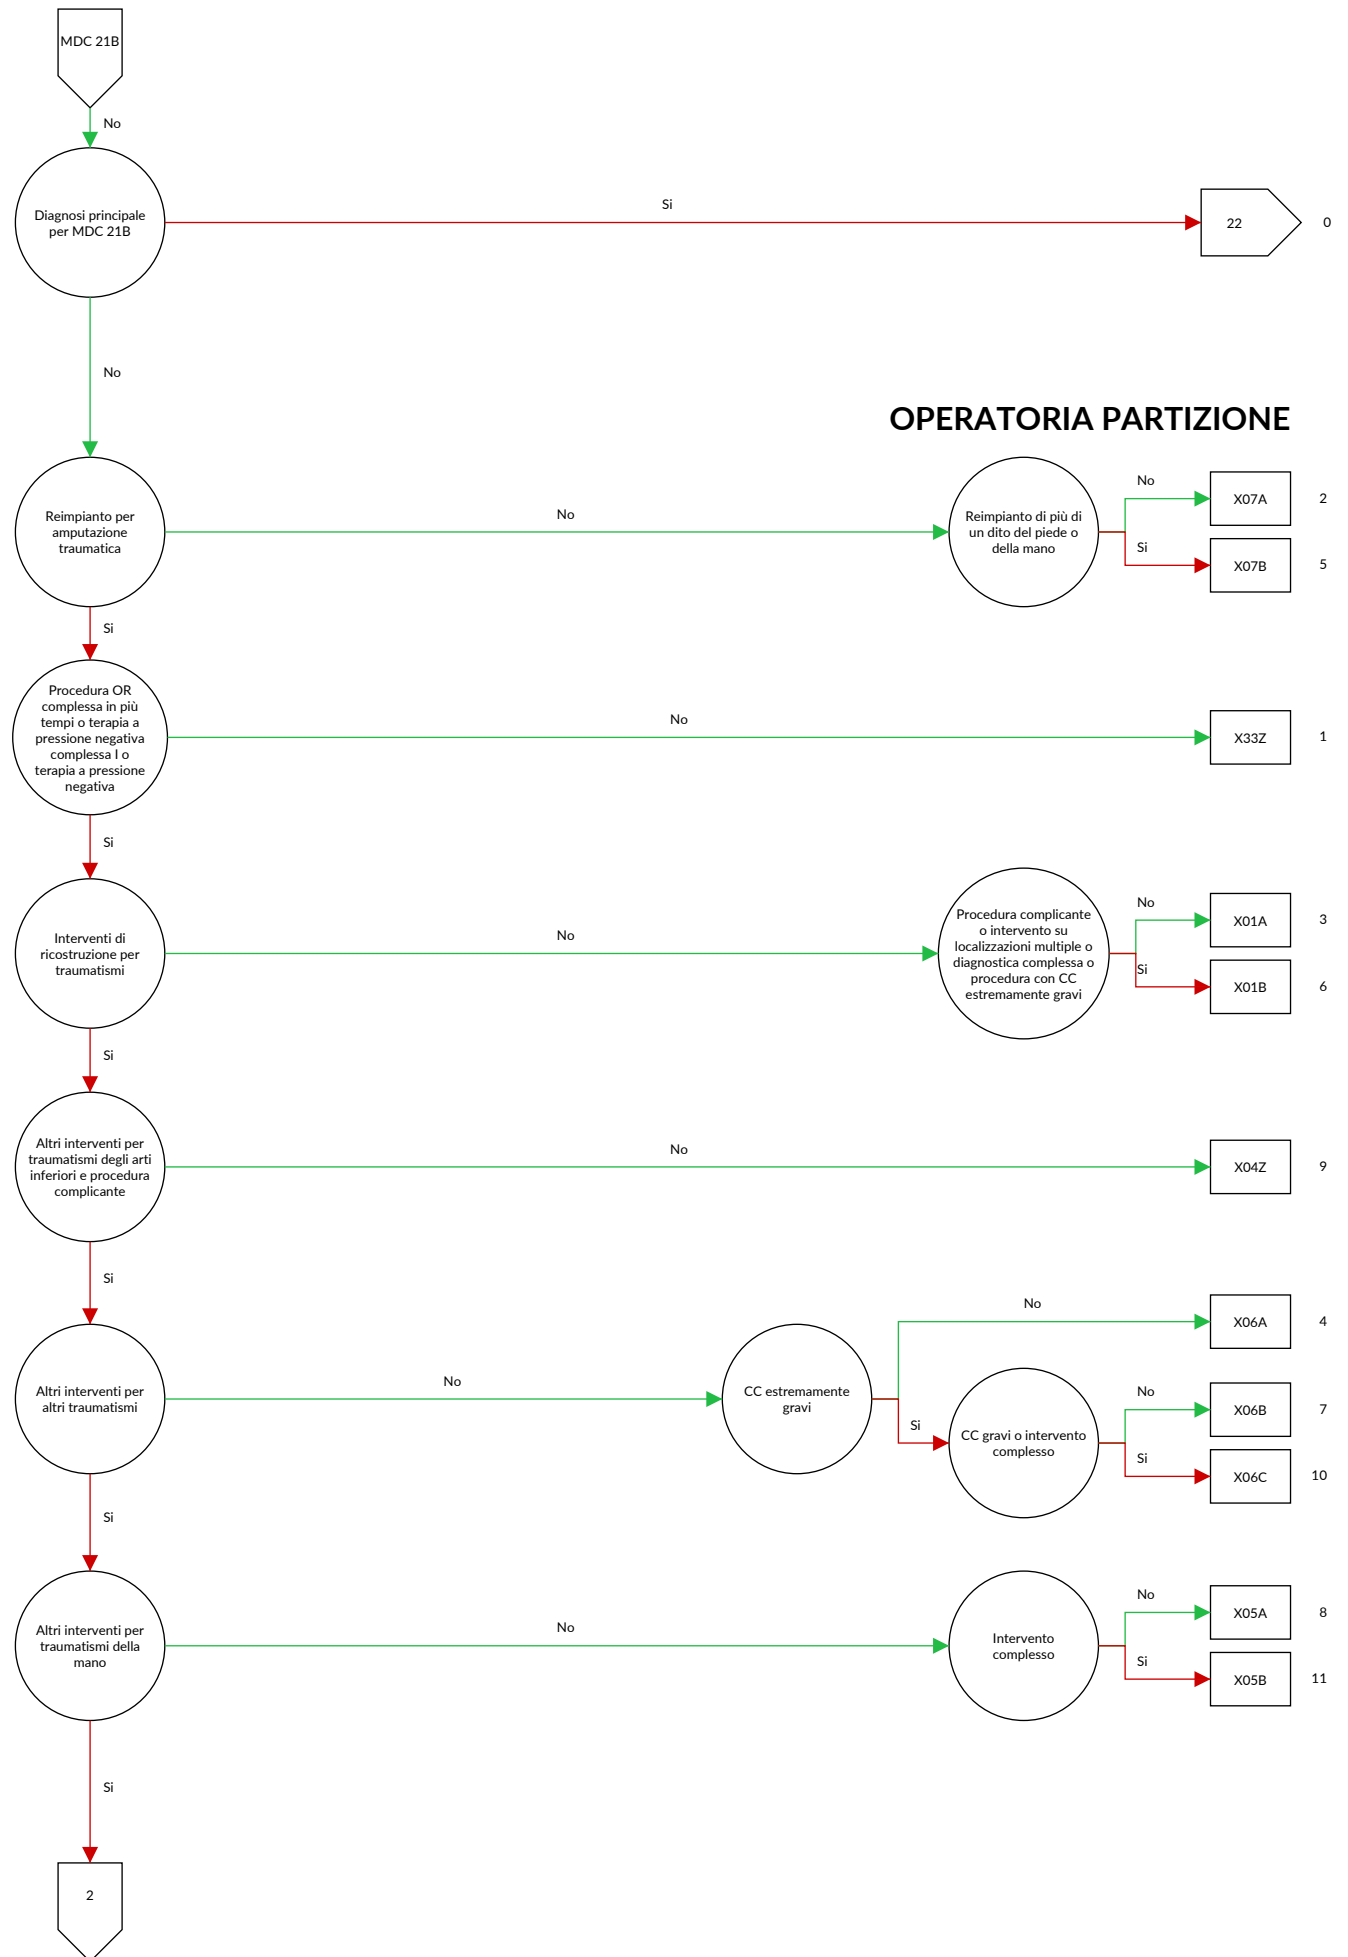 MDC 21B
No
Diagnosi principale
per MDC 21B
Si
22
0
No
OPERATORIA PARTIZIONE
Reimpianto per
amputazione
traumatica
No
Reimpianto di più di
un dito del piede o
della mano
No
X07A
2
Si
X07B
5
Si
Procedura OR
complessa in più
tempi o terapia a
pressione negativa
complessa I o
terapia a pressione
negativa
No
X33Z
1
Si
Interventi di
ricostruzione per
traumatismi
No
Procedura complicante
o intervento su
localizzazioni multiple o
diagnostica complessa o
procedura con CC
estremamente gravi
No
X01A
3
Si
X01B
6
Si
Altri interventi per
traumatismi degli arti
inferiori e procedura
complicante
No
X04Z
9
Si
Altri interventi per
altri traumatismi
No
CC estremamente
gravi
No
X06A
4
Si
CC gravi o intervento
complesso
No
X06B
7
Si
X06C
10
Si
Altri interventi per
traumatismi della
mano
No
Intervento
complesso
No
X05A
8
Si
X05B
11
Si
2